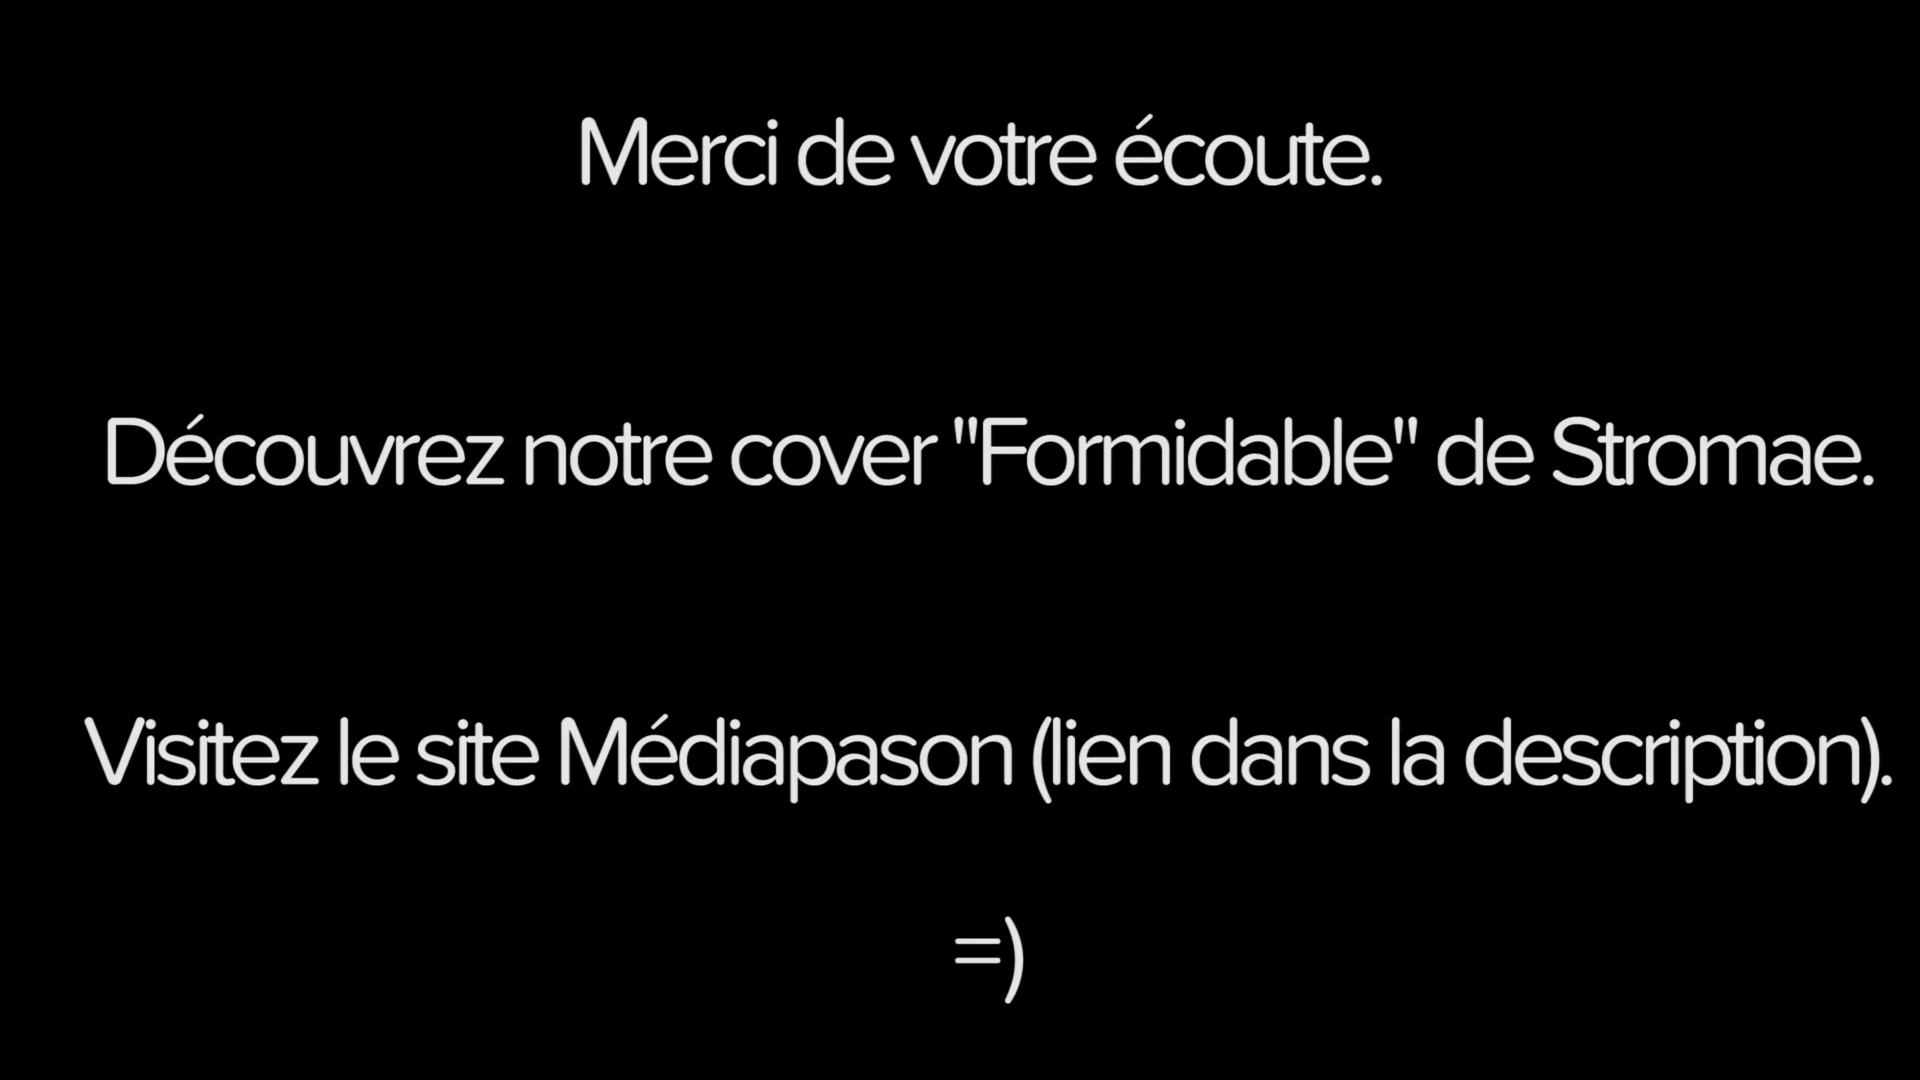 Merci de votre écoute.
Découvrez notre cover "Formidable" de Stromae.
Visitez le site Médiapason (lien dans la description).
=)